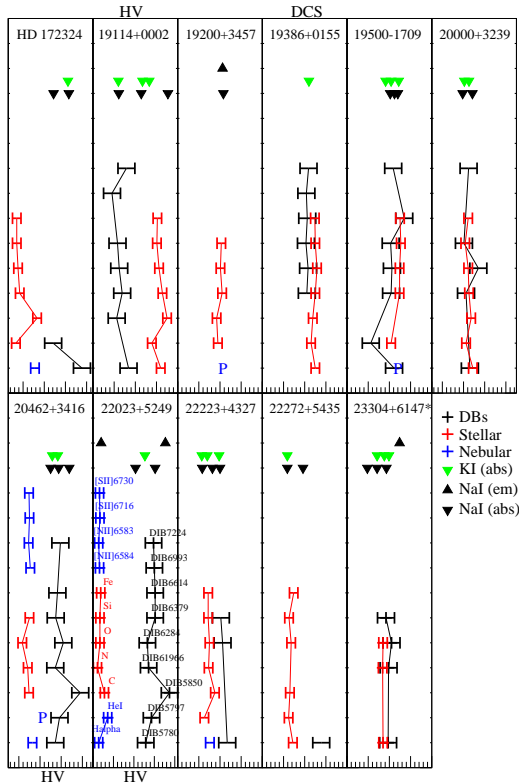 HV DCS
HD 172324 19114+0002 19200+3457 19386+0155 19500-1709 20000+3239
P P
20462+3416 22023+5249 22223+4327 22272+5435 23304+6147*
DBs
Stellar
Nebular
KI (abs)
NaI (em)
NaI (abs)
[SII]6730
[SII]6716
[NII]6583 DIB7224
[NII]6584 DIB6993
Fe DIB6614
Si DIB6379
O DIB6284
N DIB61966
C DIB5850
P HeI DIB5797
Halpha DIB5780
HV HV